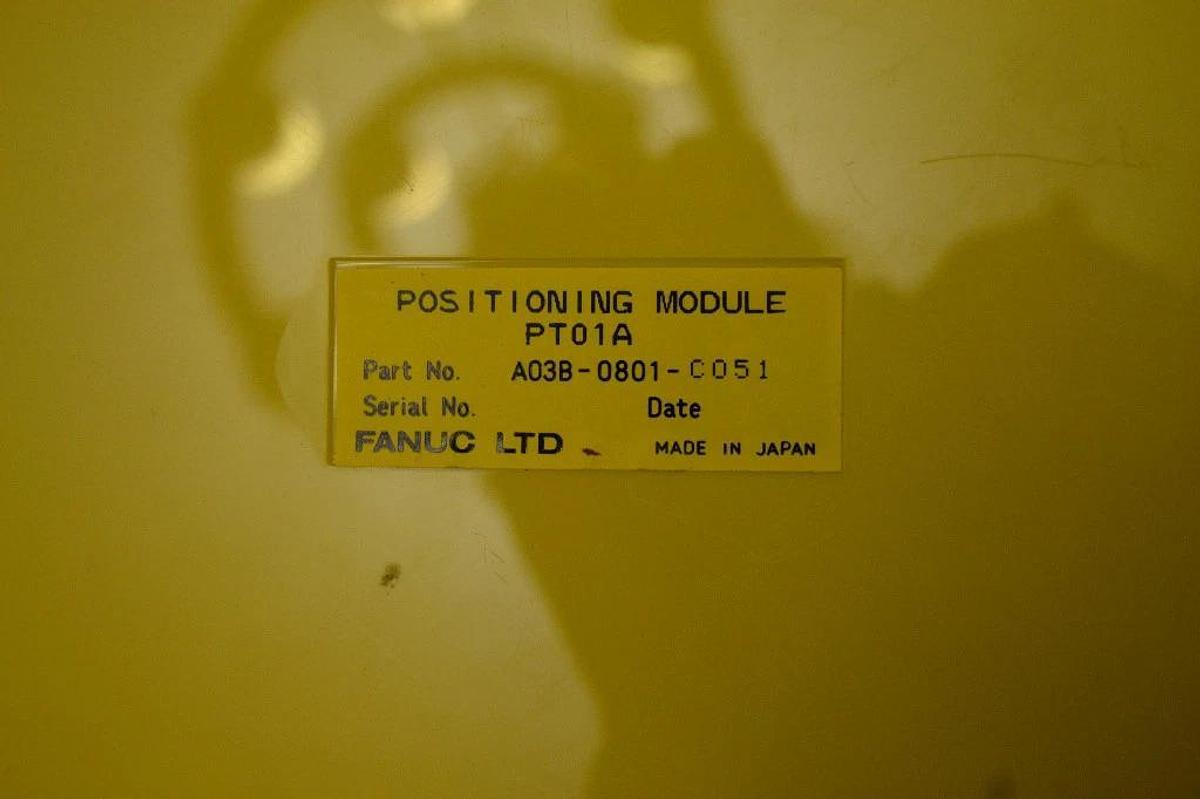 POSITIONING MODULE
PT01A
Part No. A03B-0801-C051
Serial No. Date
FANUC LTD MADE IN JAPAN